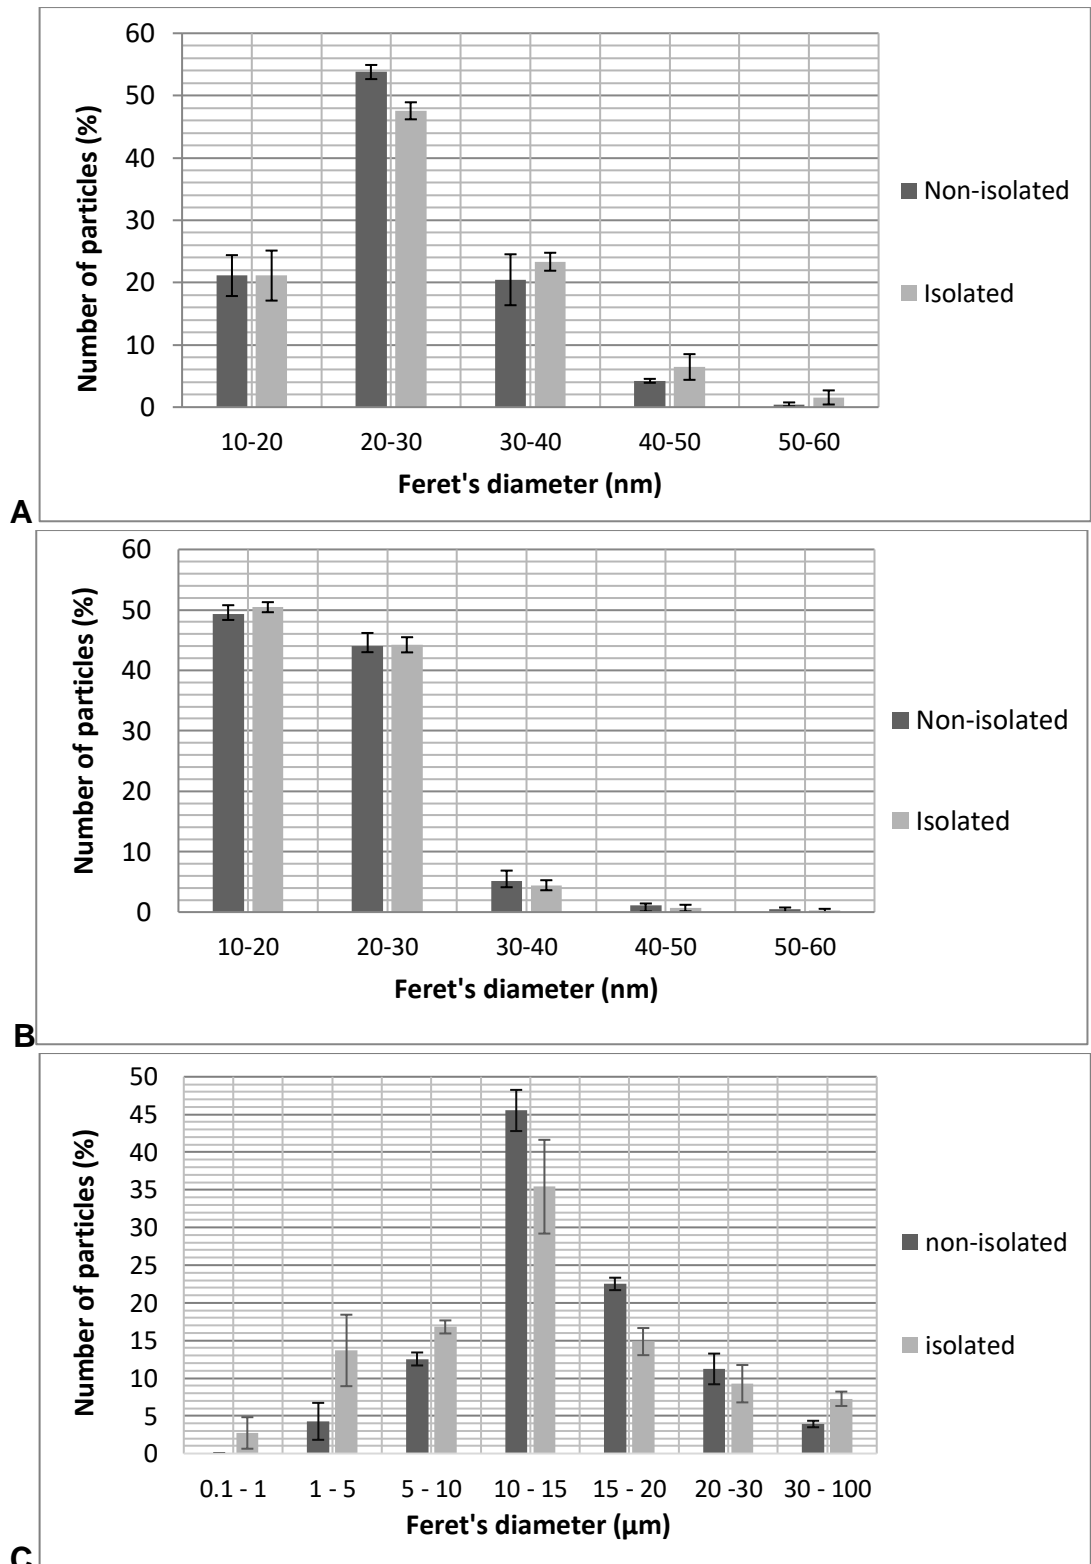 60
50
40
30
20
10
0
Number of particles (%)
10-20 20-30 30-40 40-50 50-60
Feret's diameter (nm)
Non-isolated
Isolated
A
60
50
40
30
20
10
0
Number of particles (%)
10-20 20-30 30-40 40-50 50-60
Feret's diameter (nm)
Non-isolated
Isolated
B
50
45
40
35
30
25
20
15
10
5
0
Number of particles (%)
0.1 - 1 1 - 5 5 - 10 10 - 15 15 - 20 20 -30 30 - 100
Feret's diameter (µm)
non-isolated
isolated
C